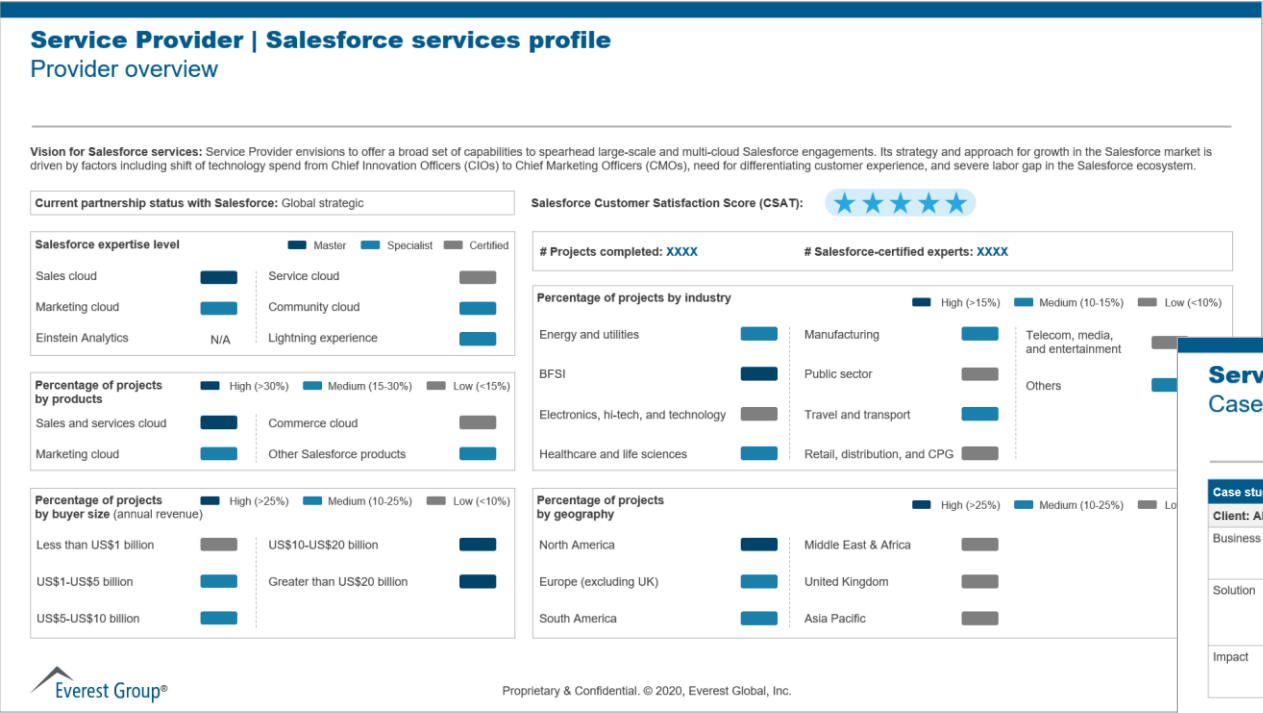 Service Provider | Salesforce services profile
Provider overview
Vision for Salesforce services: Service Provider envisions to offer a broad set of capabilities to spearhead large-scale and multi-cloud Salesforce engagements. Its strategy and approach for growth in the Salesforce market is
driven by factors including shift of technology spend from Chief Innovation Officers (CIOs) to Chief Marketing Officers (CMOs), need for differentiating customer experience, and severe labor gap in the Salesforce ecosystem.
Current partnership status with Salesforce: Global strategic
Salesforce Customer Satisfaction Score (CSAT):
Salesforce expertise level
Master Specialist Certified
Sales cloud
Service cloud
Marketing cloud
Community cloud
Einstein Analytics N/A
Lightning experience
# Projects completed: XXXX
# Salesforce-certified experts: XXXX
Percentage of projects
by products
High (>30%) Medium (15-30%) Low (<15%)
Sales and services cloud
Commerce cloud
Marketing cloud
Other Salesforce products
Percentage of projects by industry
High (>15%) Medium (10-15%) Low (<10%)
Energy and utilities
Manufacturing
Telecom, media,
and entertainment
BFSI
Public sector
Others
Electronics, hi-tech, and technology
Travel and transport
Healthcare and life sciences
Retail, distribution, and CPG
Percentage of projects
by buyer size (annual revenue)
High (>25%) Medium (10-25%) Low (<10%)
Less than US$1 billion
US$10-US$20 billion
US$1-US$5 billion
Greater than US$20 billion
US$5-US$10 billion
Percentage of projects
by geography
High (>25%) Medium (10-25%) Lo
North America
Middle East & Africa
Europe (excluding UK)
United Kingdom
South America
Asia Pacific
Serv
Case
Case stu
Client: A
Business
Solution
Impact
Everest Group®
Proprietary & Confidential. © 2020, Everest Global, Inc.